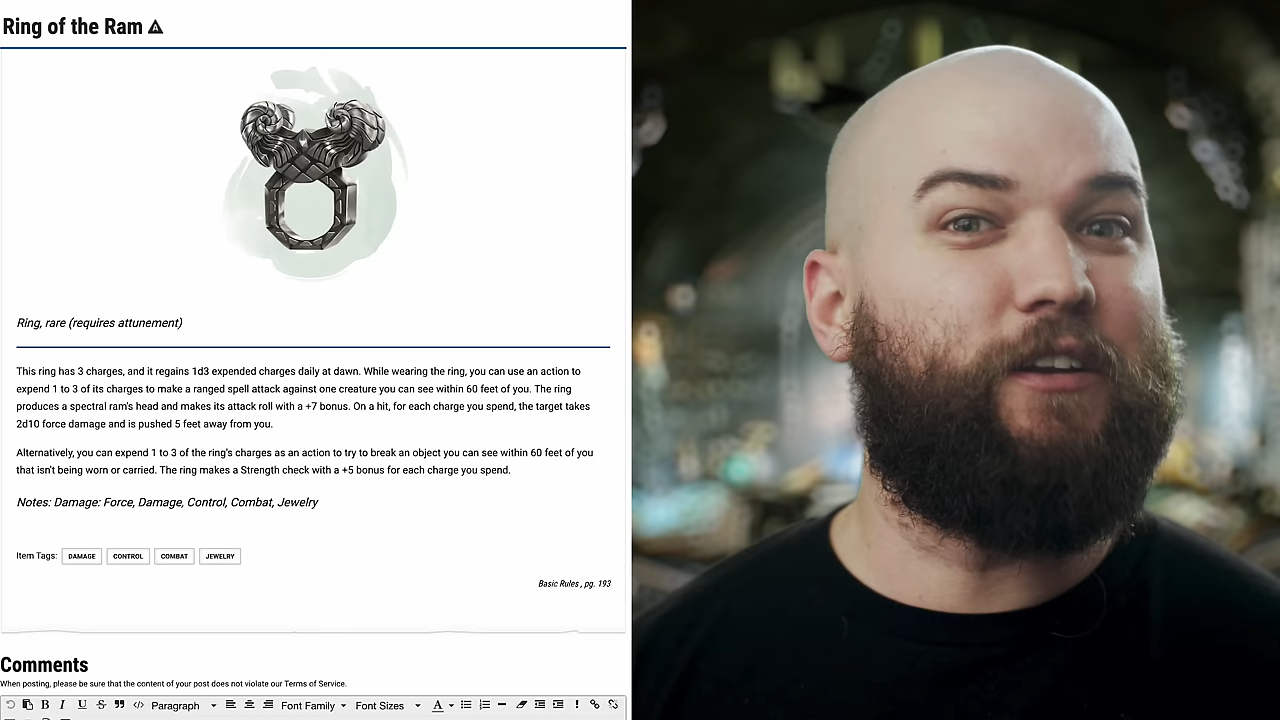 Ring of the Ram
Ring, rare (requires attunement)
This ring has 3 charges, and it regains 1d3 expended charges daily at dawn. While wearing the ring, you can use an action to
expend 1 to 3 of its charges to make a ranged spell attack against one creature you can see within 60 feet of you. The ring
produces a spectral ram's head and makes its attack roll with a +7 bonus. On a hit, for each charge you spend, the target takes
2d10 force damage and is pushed 5 feet away from you.
Alternatively, you can expend 1 to 3 of the ring's charges as an action to try to break an object you can see within 60 feet of you
that isn't being worn or carried. The ring makes a Strength check with a +5 bonus for each charge you spend.
Notes: Damage: Force, Damage, Control, Combat, Jewelry
Item Tags: DAMAGE CONTROL COMBAT JEWELRY
Basic Rules , pg. 193
Comments
When posting, please be sure that the content of your post does not violate our Terms of Service.
B I U S Paragraph Font Family Font Sizes A